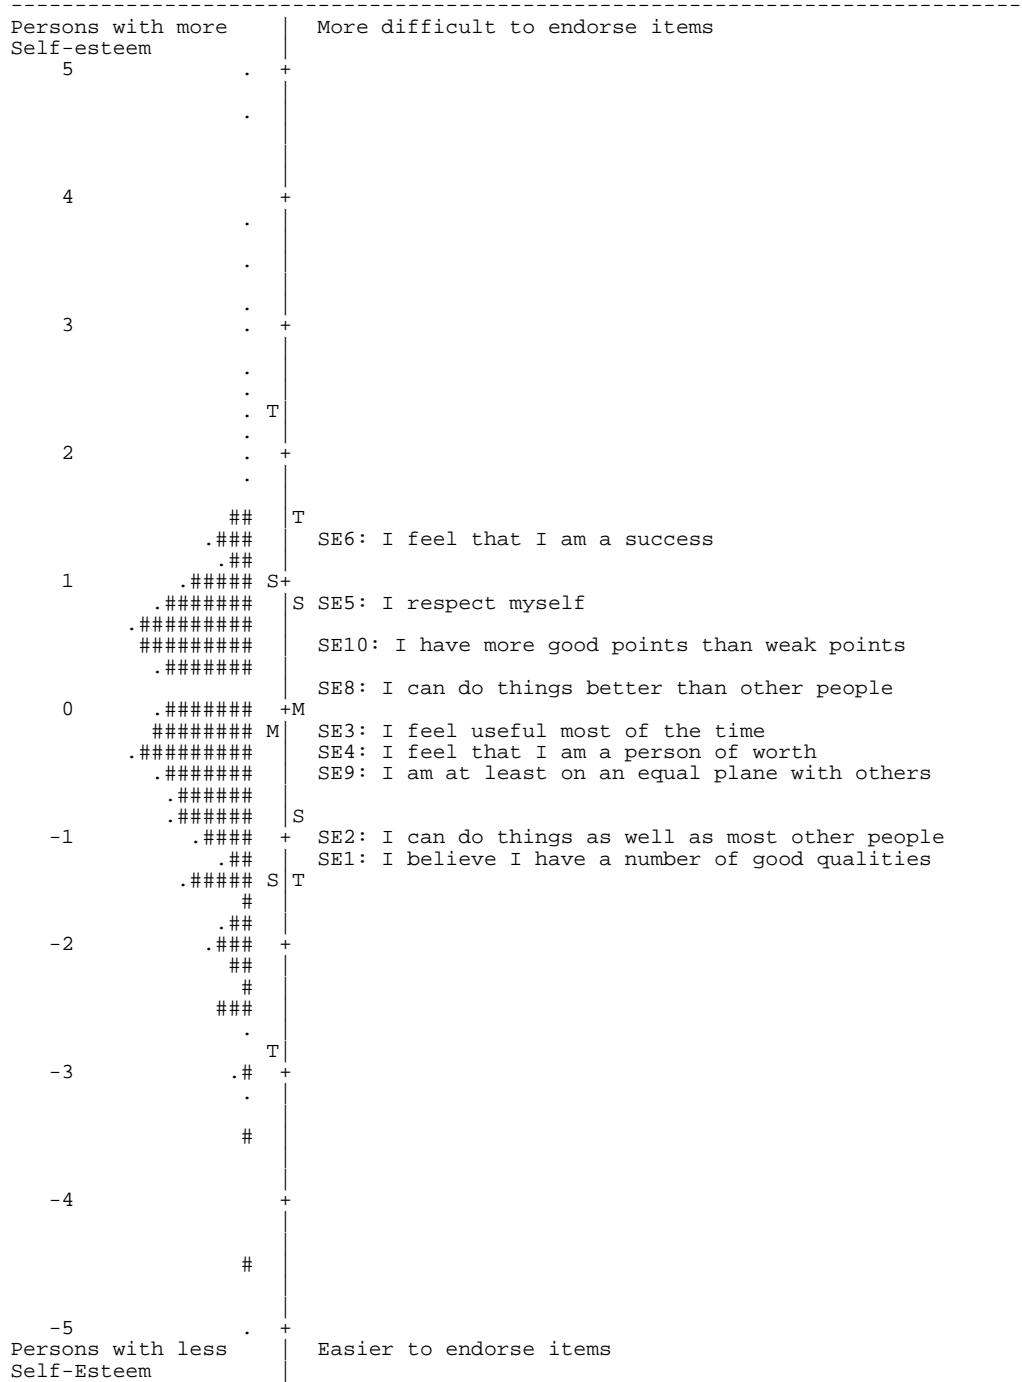 --------------------------------------------------------------------------------
Persons with more | More difficult to endorse items
Self-esteem |
5 . +
|
. |
|
|
|
4 +
. |
|
. |
|
. |
3 . +
|
. |
. |
. T|
. |
2 . +
. |
|
## |T
.### | SE6: I feel that I am a success
.## |
1 .##### S+
.####### |S SE5: I respect myself
.######### |
######### | SE10: I have more good points than weak points
.####### |
| SE8: I can do things better than other people
0 .####### +M
######## M| SE3: I feel useful most of the time
.######### | SE4: I feel that I am a person of worth
.####### | SE9: I am at least on an equal plane with others
.###### |
.###### |S
-1 .#### + SE2: I can do things as well as most other people
.## | SE1: I believe I have a number of good qualities
.##### S|T
# |
.## |
-2 .### +
## |
# |
### |
. |
T|
-3 .# +
. |
|
# |
|
|
-4 +
|
|
# |
|
|
-5 . +
Persons with less | Easier to endorse items
Self-Esteem |